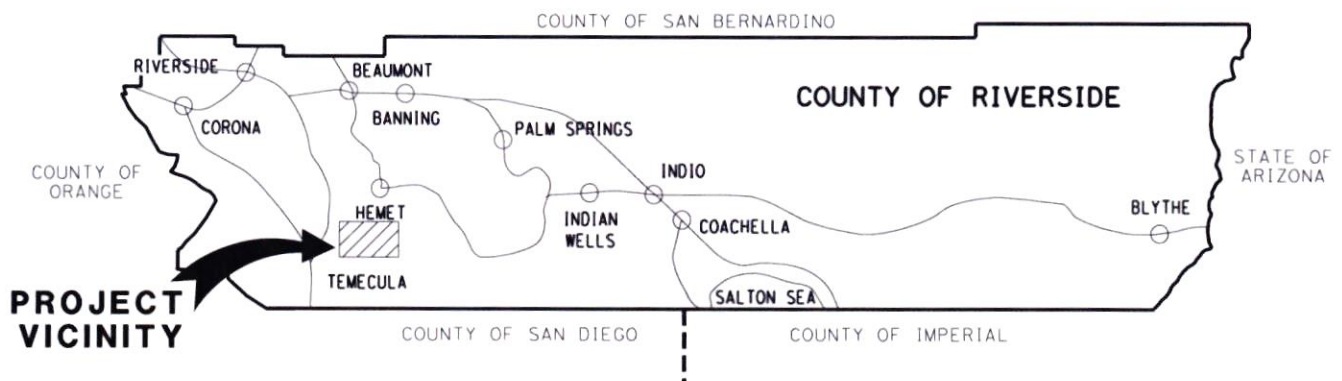 COUNTY OF SAN BERNARDINO
RIVERSIDE
BEAUMONT
COUNTY OF RIVERSIDE
CORONA
BANNING
PALM SPRINGS
COUNTY OF
ORANGE
STATE OF
ARIZONA
INDIO
HEMET
INDIAN
WELLS
COACHELLA
BLYTHE
TEMECULA
SALTON SEA
PROJECT
VICINITY
COUNTY OF SAN DIEGO
COUNTY OF IMPERIAL